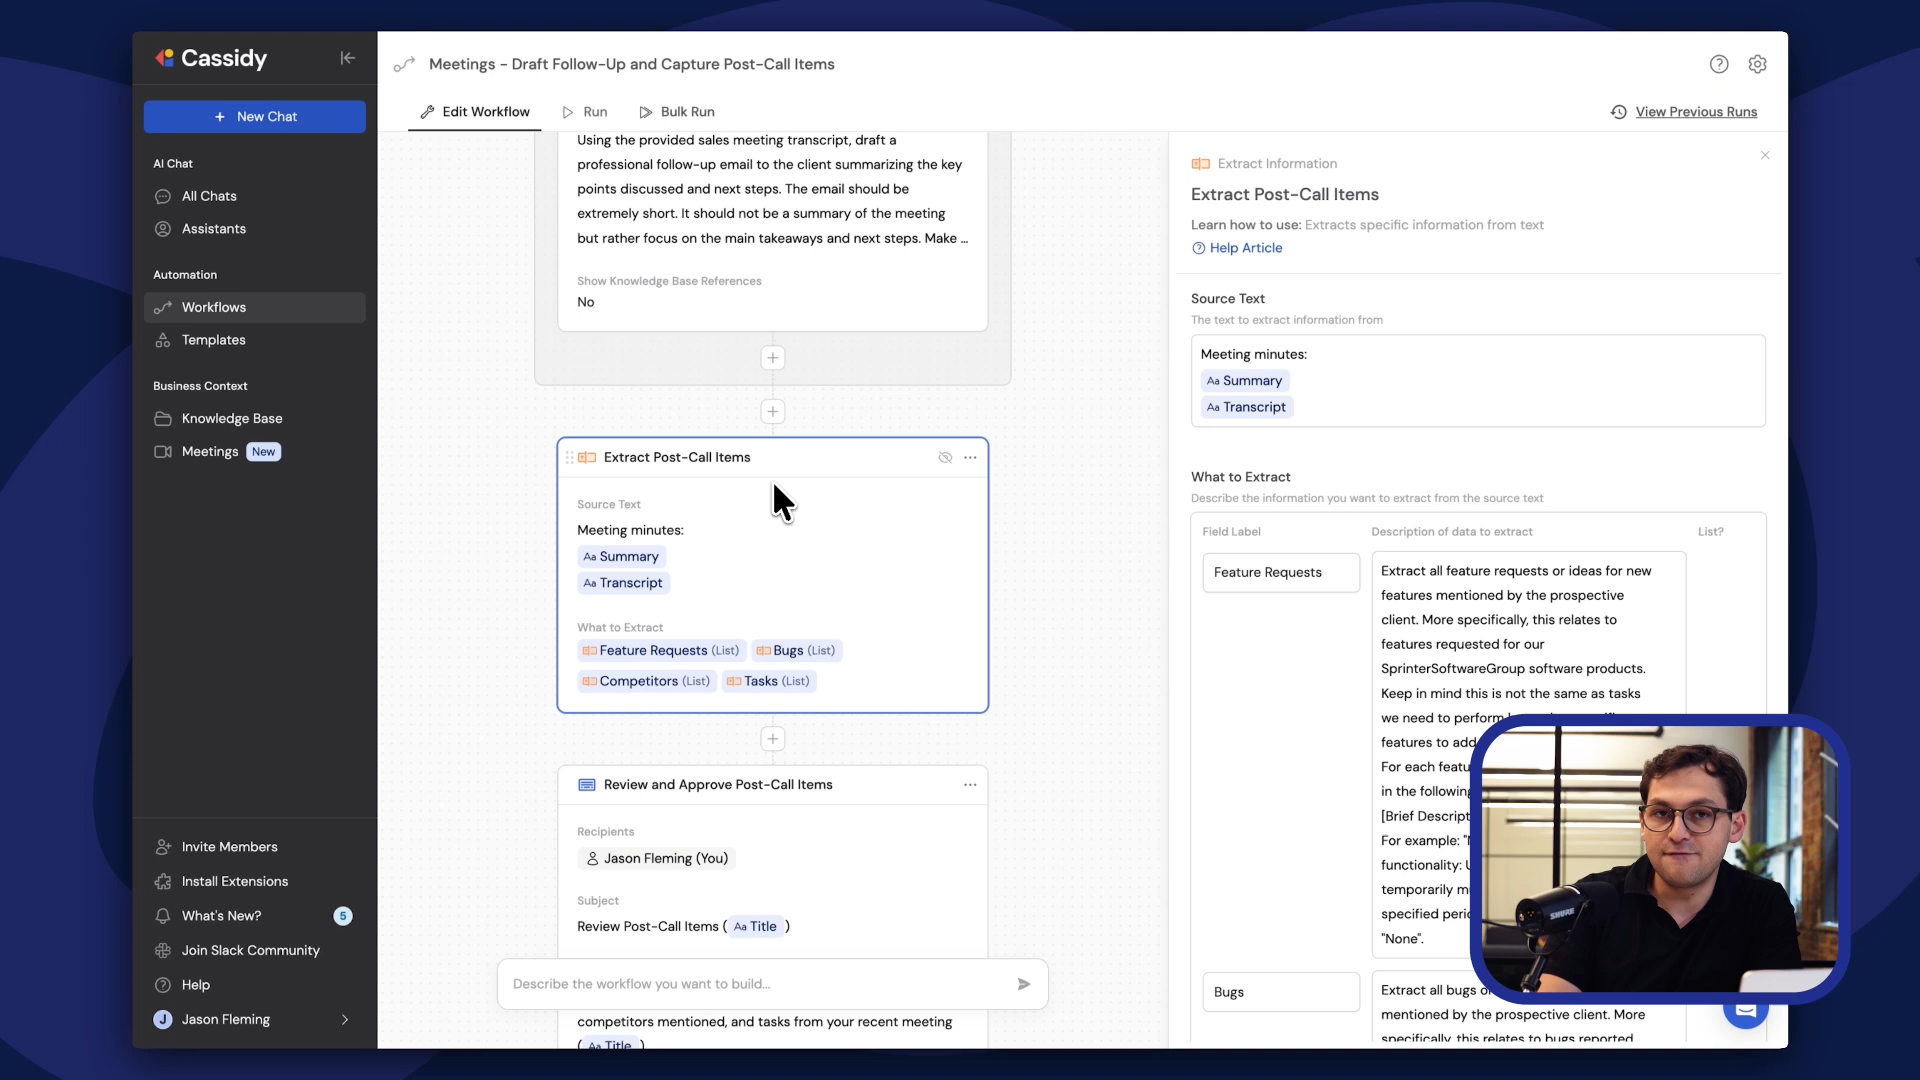 Cassidy
New Chat
AI Chat
All Chats
Assistants
Automation
Workflows
Templates
Business Context
Knowledge Base
Meetings New
Invite Members
Install Extensions
What's New? 5
Join Slack Community
Help
J Jason Fleming
Meetings - Draft Follow-Up and Capture Post-Call Items
Edit Workflow
Run
Bulk Run
View Previous Runs
Using the provided sales meeting transcript, draft a
professional follow-up email to the client summarizing the key
points discussed and next steps. The email should be
extremely short. It should not be a summary of the meeting
but rather focus on the main takeaways and next steps. Make ...
Show Knowledge Base References
No
Extract Post-Call Items
Source Text
Meeting minutes:
Aa Summary
Aa Transcript
What to Extract
Feature Requests (List) Bugs (List)
Competitors (List) Tasks (List)
Review and Approve Post-Call Items
Recipients
Jason Fleming (You)
Subject
Review Post-Call Items ( Aa Title )
Describe the workflow you want to build...
competitors mentioned, and tasks from your recent meeting
( Aa Title )
Extract Information
Extract Post-Call Items
Learn how to use: Extracts specific information from text
Help Article
Source Text
The text to extract information from
Meeting minutes:
Aa Summary
Aa Transcript
What to Extract
Describe the information you want to extract from the source text
Field Label Description of data to extract List?
Feature Requests
Extract all feature requests or ideas for new
features mentioned by the prospective
client. More specifically, this relates to
features requested for our
SprinterSoftwareGroup software products.
Keep in mind this is not the same as tasks
we need to perform
features to add
For each
in the following
[Brief
For example:
functionality:
temporarily
specified
"None".
Bugs
Extract all bugs
mentioned by the prospective client. More
specifically, this relates to bugs reported
SHURE